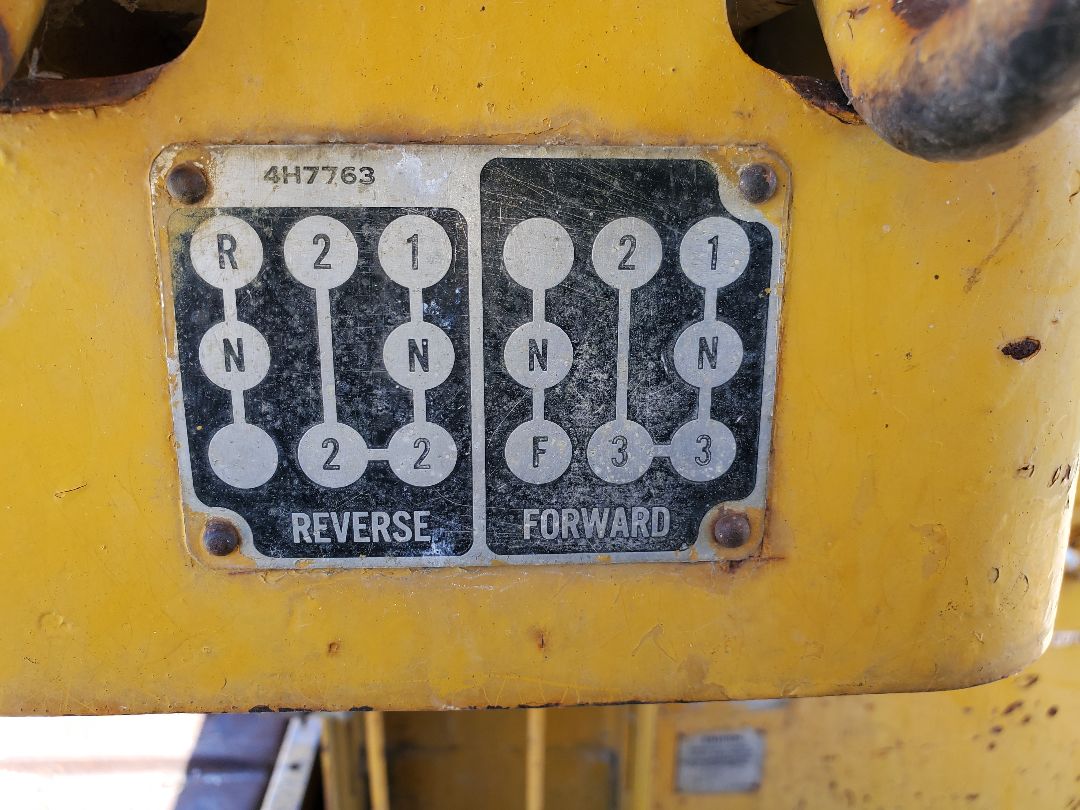 4H7763
R 2 1 2 1
N N N N
2 2 F 3 3
REVERSE FORWARD